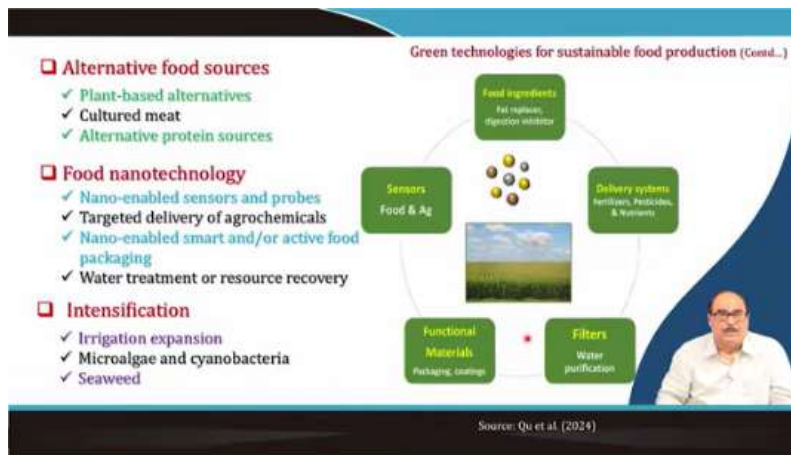 Green technologies for sustainable food production (Contd...)
Alternative food sources
Plant-based alternatives
Cultured meat
Alternative protein sources
Food nanotechnology
Nano-enabled sensors and probes
Targeted delivery of agrochemicals
Nano-enabled smart and/or active food
packaging
Water treatment or resource recovery
Intensification
Irrigation expansion
Microalgae and cyanobacteria
Seaweed
Food ingredients
Fat replacer,
digestion inhibitor
Sensors
Food & Ag
Delivery systems
Fertilizers, Pesticides,
& Nutrients
Functional
Materials
Packaging, coatings
Filters
Water
purification
Source: Qu et al. (2024)